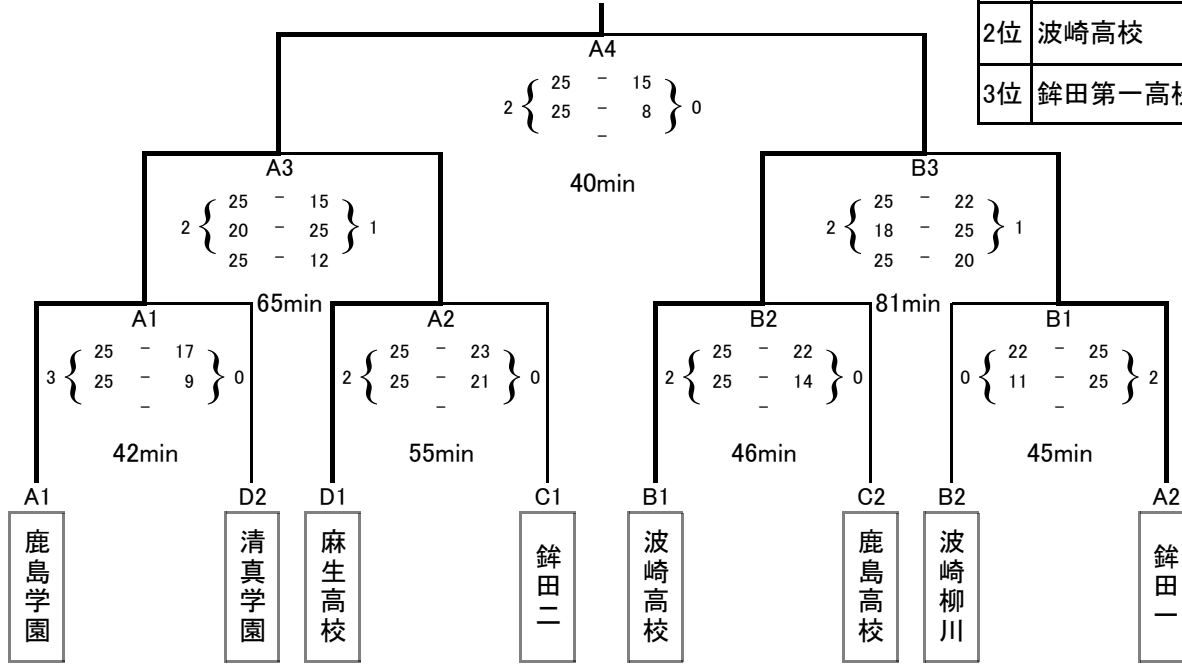 2位 波崎高校
3位 鉾田第一高校
A4
25 - 15
2 { 25 - 8 } 0
-
40min
A3 B3
25 - 15 25 - 22
2 { 20 - 25 } 1 2 { 18 - 25 } 1
25 - 12 25 - 20
65min 81min
A1 A2 B2 B1
25 - 17 25 - 23 25 - 22 22 - 25
3 { 25 - 9 } 0 2 { 25 - 21 } 0 2 { 25 - 14 } 0 0 { 11 - 25 } 2
- - - -
42min 55min 46min 45min
A1 D2 D1 C1 B1 C2 B2 A2
鹿島学園
清真学園
麻生高校
鉾田二
波崎高校
鹿島高校
波崎柳川
鉾田一